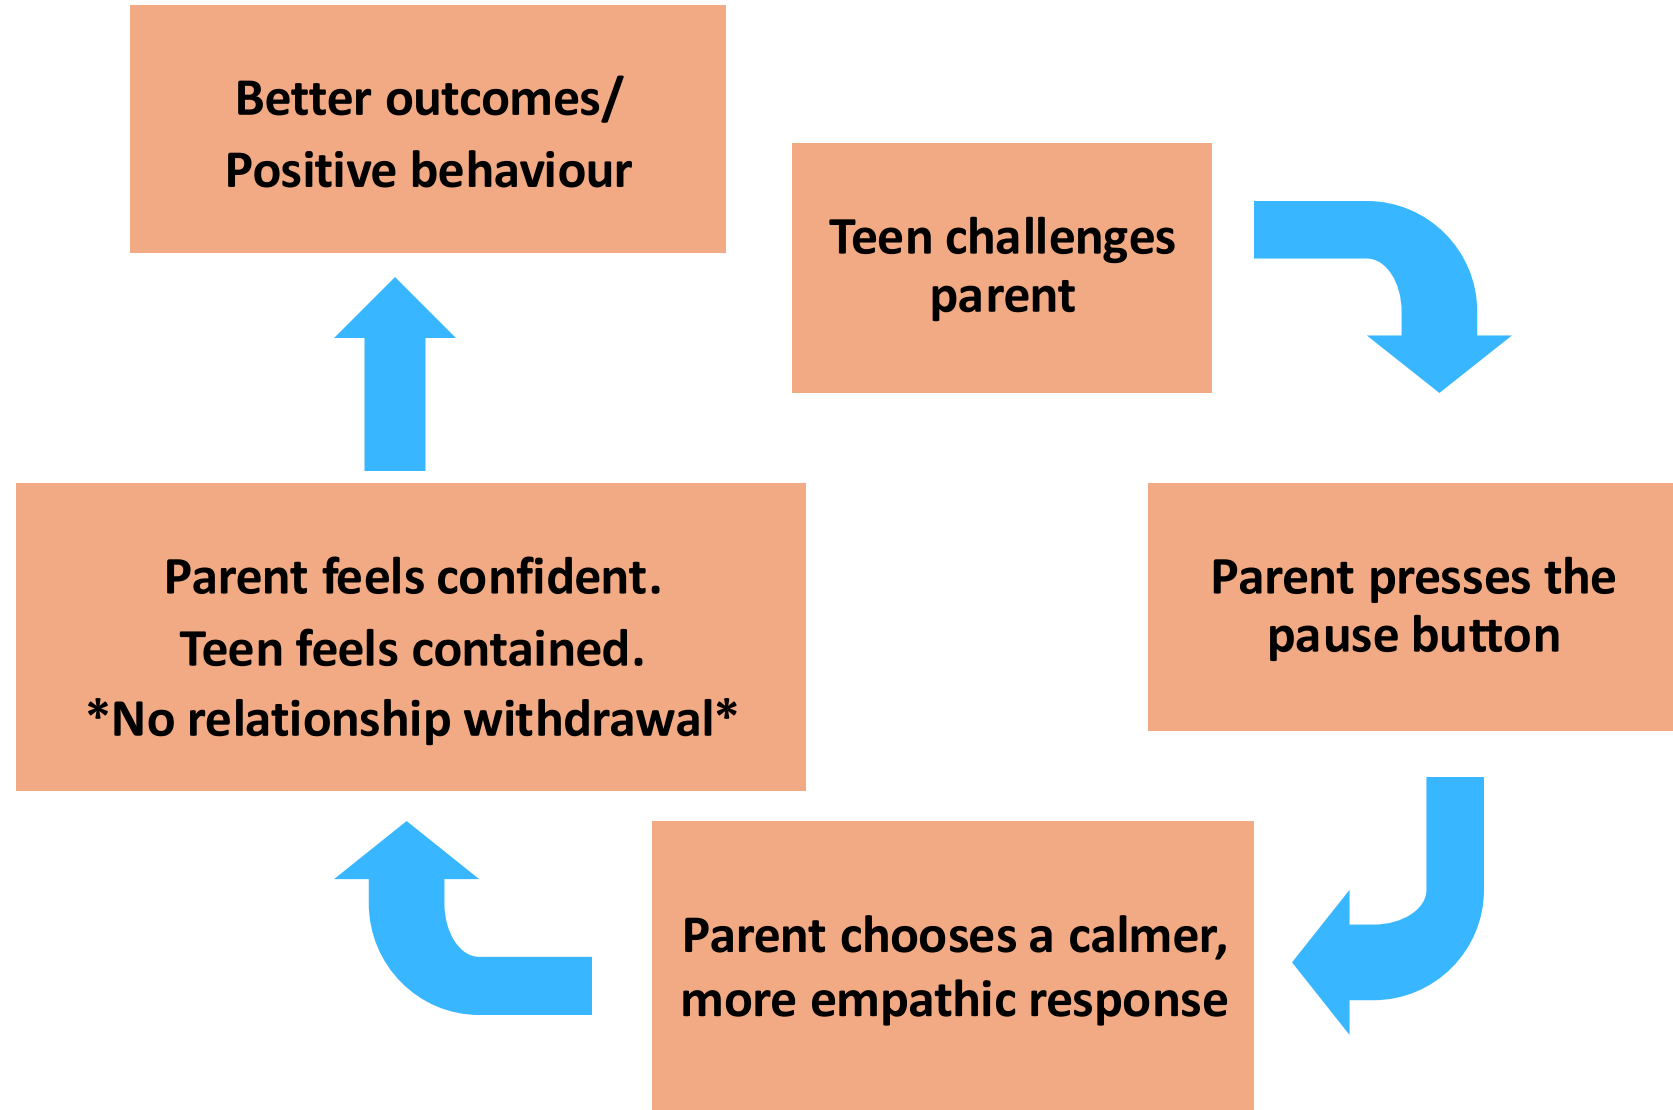 Better outcomes/
Positive behaviour
Teen challenges
parent
Parent presses the
pause button
Parent chooses a calmer,
more empathic response
Parent feels confident.
Teen feels contained.
*No relationship withdrawal*